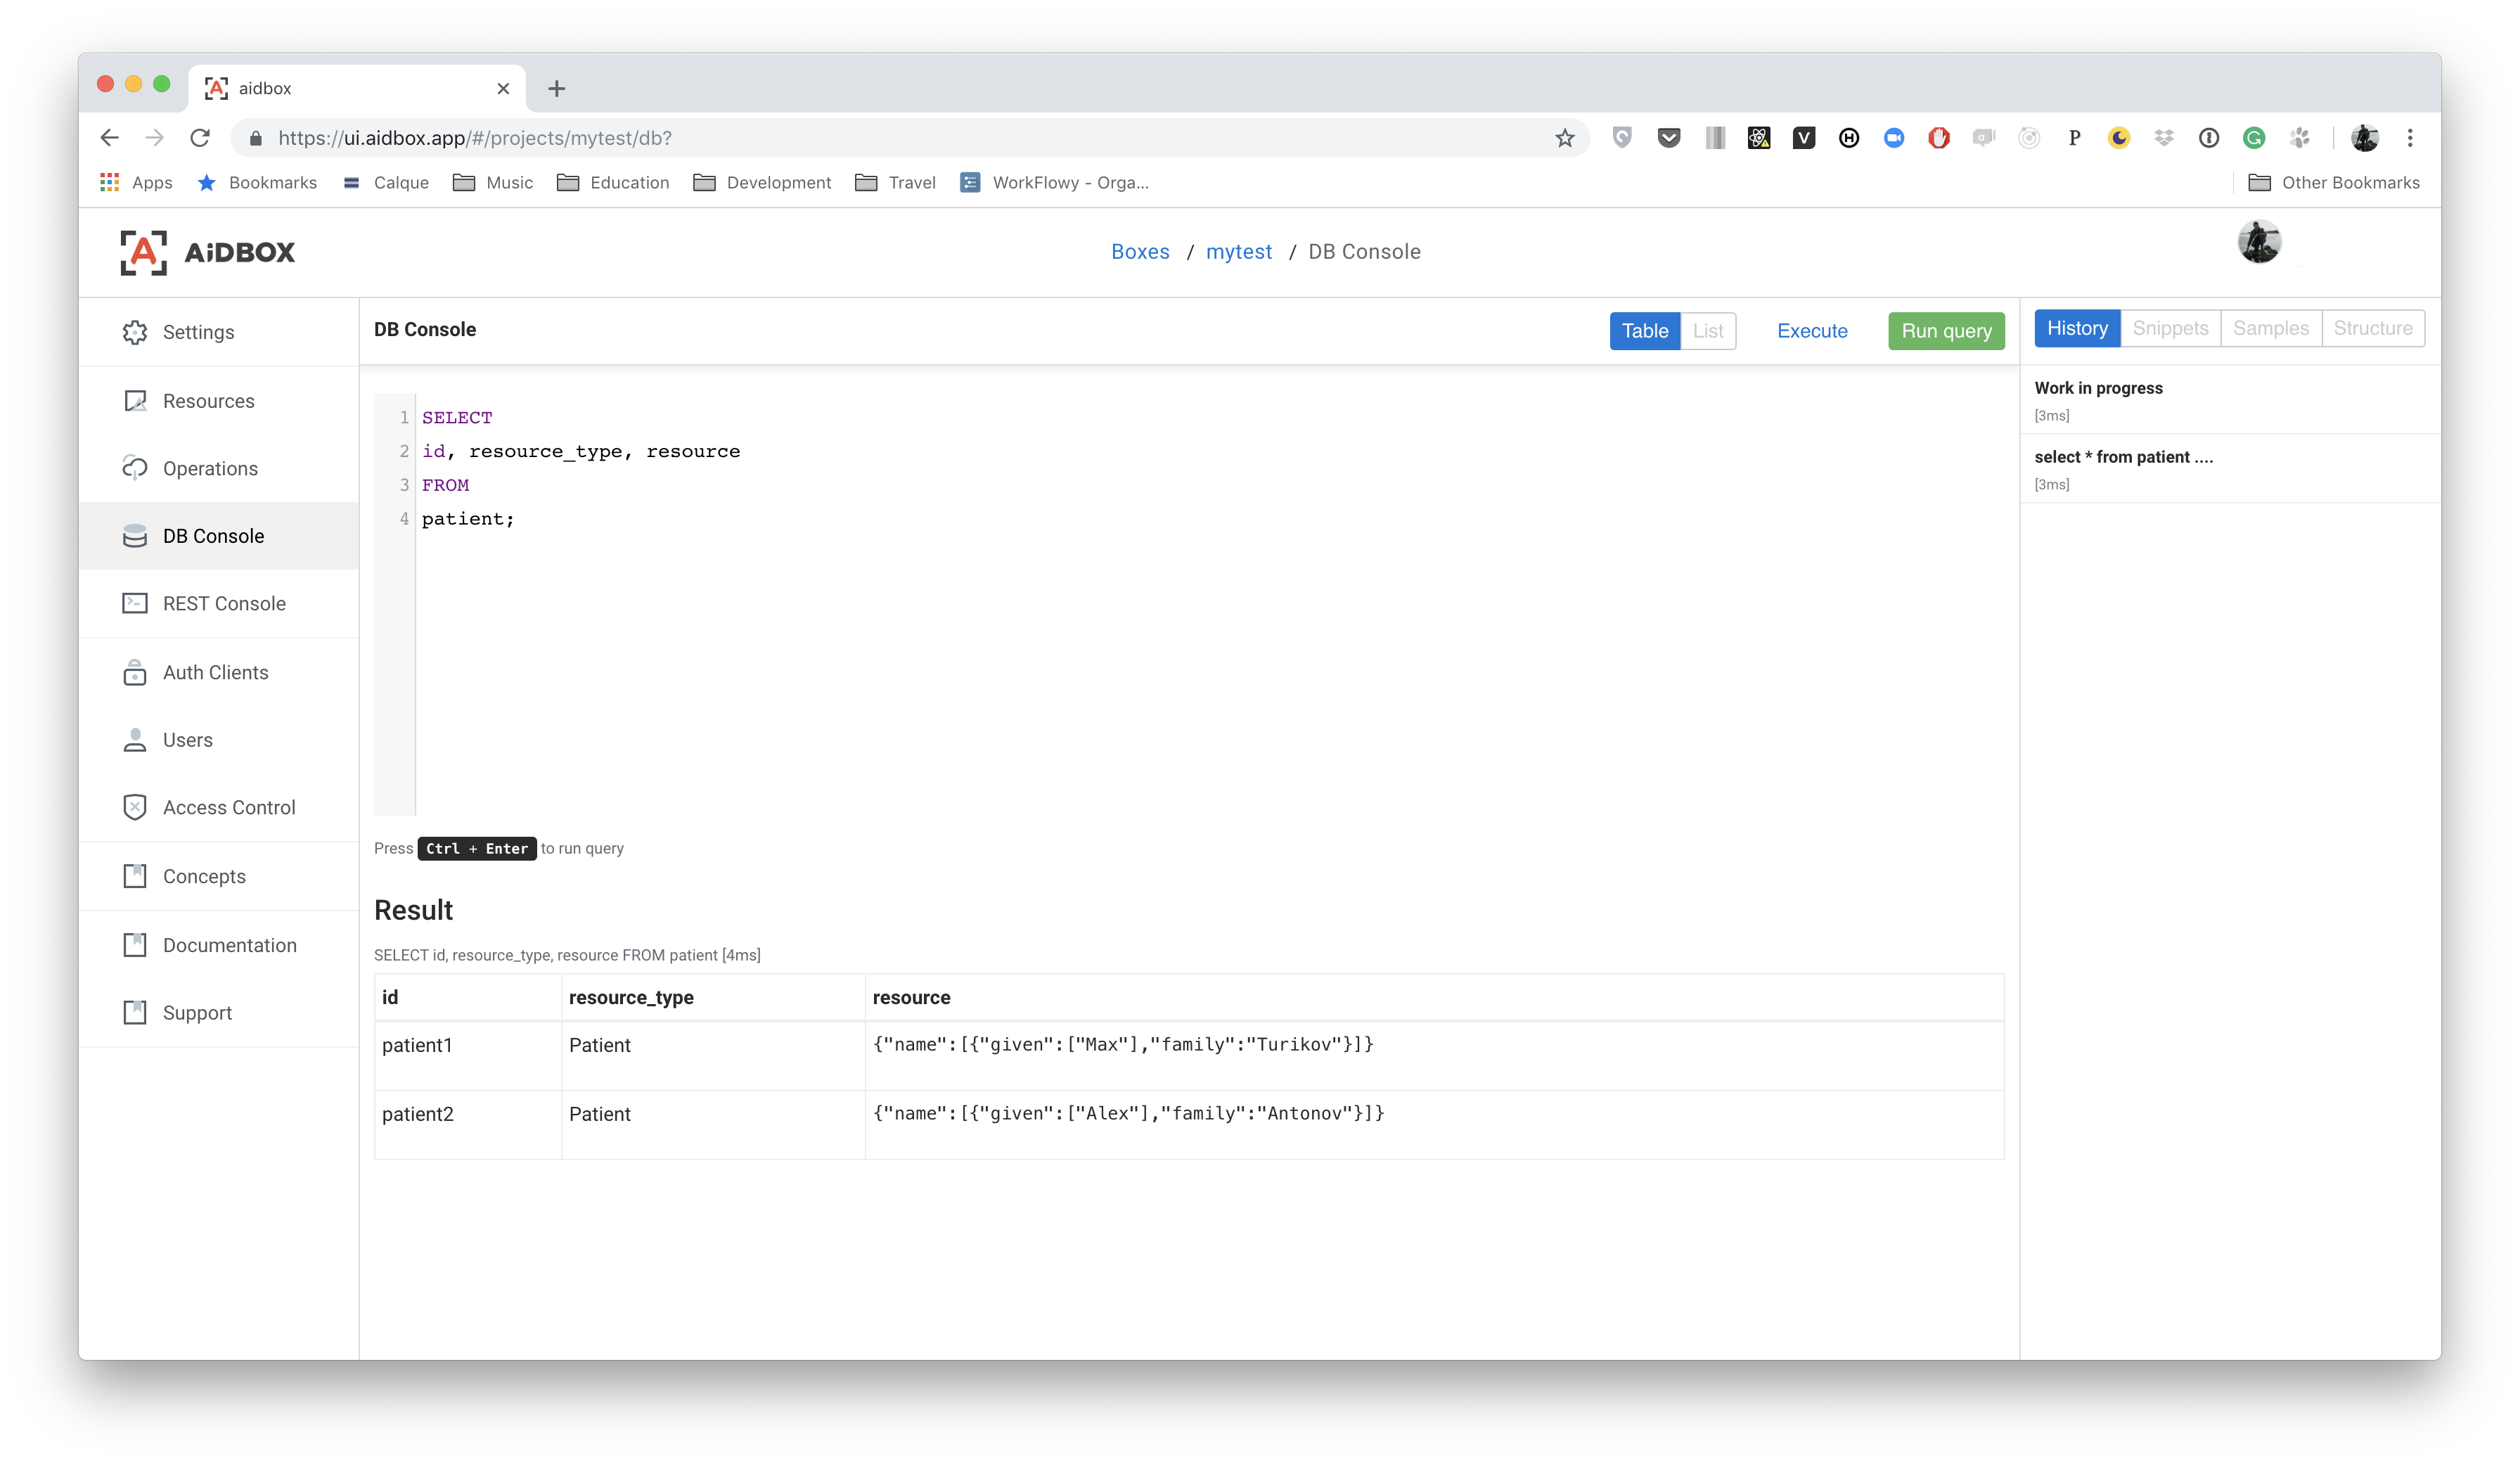 aidbox
https://ui.aidbox.app/#/projects/mytest/db?
Apps Bookmarks Calque Music Education Development Travel WorkFlowy - Orga... Other Bookmarks
AiDBOX
Boxes / mytest / DB Console
Settings
Resources
Operations
DB Console
REST Console
Auth Clients
Users
Access Control
Concepts
Documentation
Support
DB Console
Table List Execute Run query
1 SELECT
2 id, resource_type, resource
3 FROM
4 patient;
Press Ctrl + Enter to run query
Result
SELECT id, resource_type, resource FROM patient [4ms]
id resource_type resource
patient1 Patient {"name":[{"given":["Max"],"family":"Turikov"}]}
patient2 Patient {"name":[{"given":["Alex"],"family":"Antonov"}]}
History Snippets Samples Structure
Work in progress
[3ms]
select * from patient ....
[3ms]